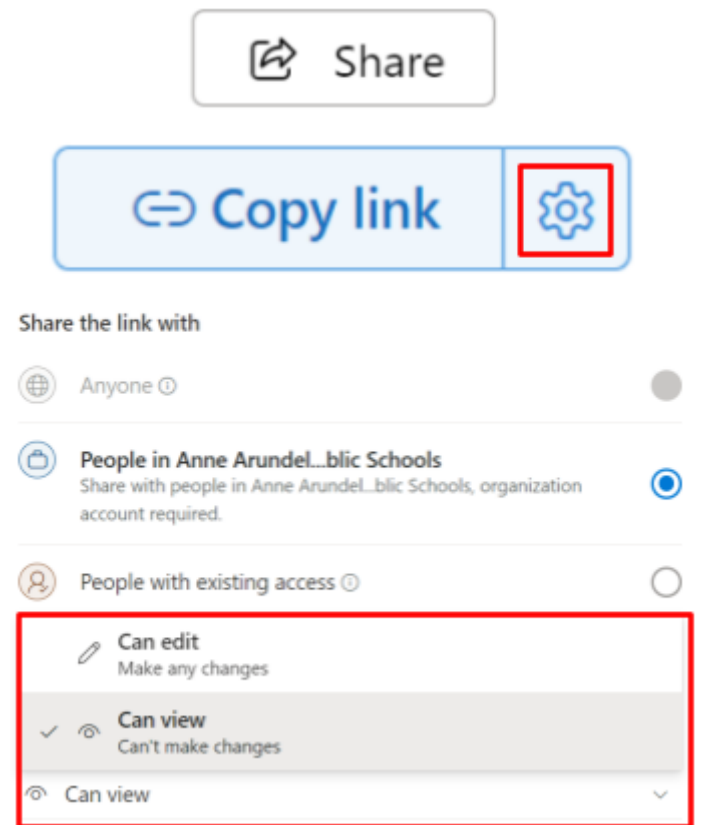 Share
Copy link
Share the link with
Anyone
People in Anne Arundel...blic Schools
Share with people in Anne Arundel...blic Schools, organization
account required.
People with existing access
Can edit
Make any changes
Can view
Can't make changes
Can view